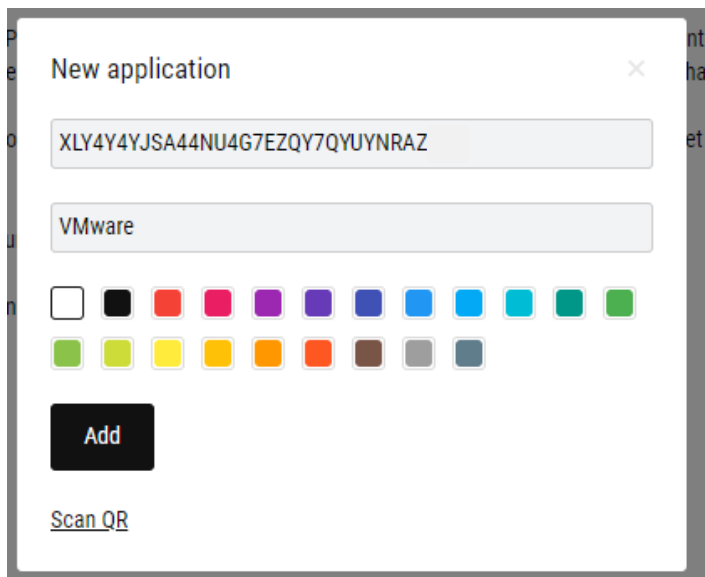 New application
XLY4Y4YJSA44NU4G7EZQY7QYUYNRAZ
VMware
Add
Scan QR